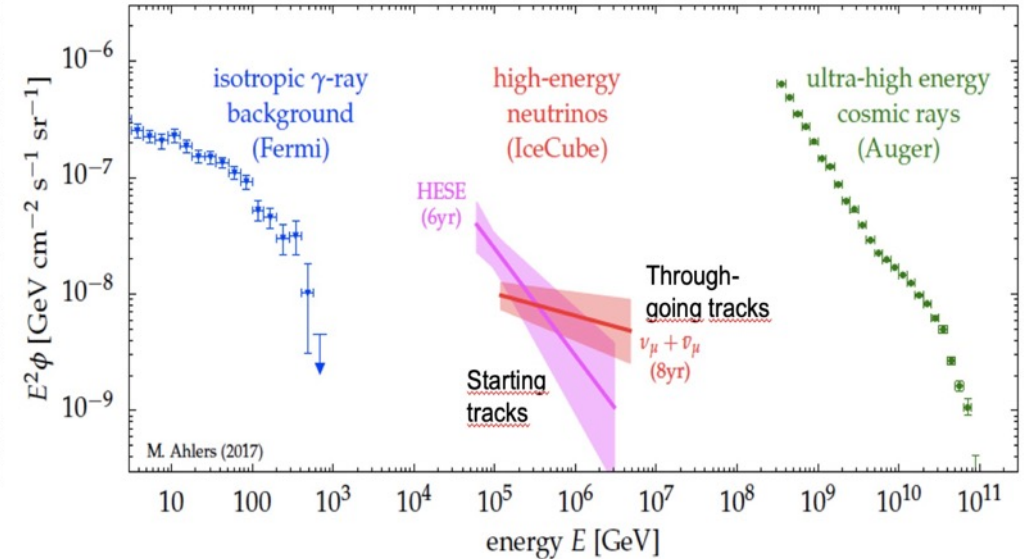 E²ϕ [GeV cm⁻² s⁻¹ sr⁻¹]
10⁻⁶
10⁻⁷
10⁻⁸
10⁻⁹
isotropic γ-ray
background
(Fermi)
high-energy
neutrinos
(IceCube)
ultra-high energy
cosmic rays
(Auger)
HESE
(6yr)
Through-
going tracks
νμ + ν̄μ
(8yr)
Starting
tracks
M. Ahlers (2017)
10 100 10³ 10⁴ 10⁵ 10⁶ 10⁷ 10⁸ 10⁹ 10¹⁰ 10¹¹
energy E [GeV]